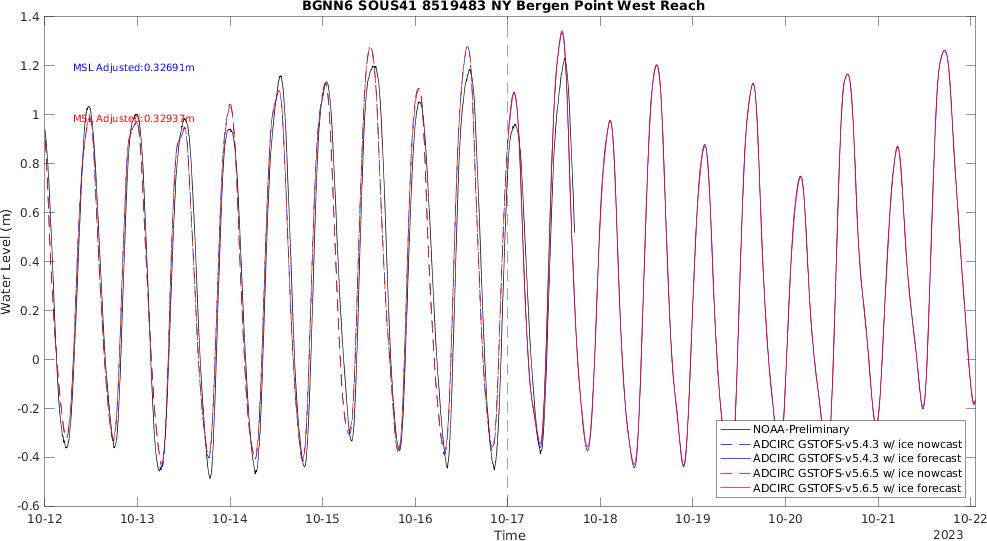 BGNN6 SOUS41 8519483 NY Bergen Point West Reach
1.4
1.2
1
0.8
0.6
0.4
0.2
0
-0.2
-0.4
-0.6
Water Level (m)
MSL Adjusted:0.32691m
MSL Adjusted:0.32937m
NOAA-Preliminary
ADCIRC GSTOFS-v5.4.3 w/ ice nowcast
ADCIRC GSTOFS-v5.4.3 w/ ice forecast
ADCIRC GSTOFS-v5.6.5 w/ ice nowcast
ADCIRC GSTOFS-v5.6.5 w/ ice forecast
10-12 10-13 10-14 10-15 10-16 10-17 10-18 10-19 10-20 10-21 10-22
Time
2023